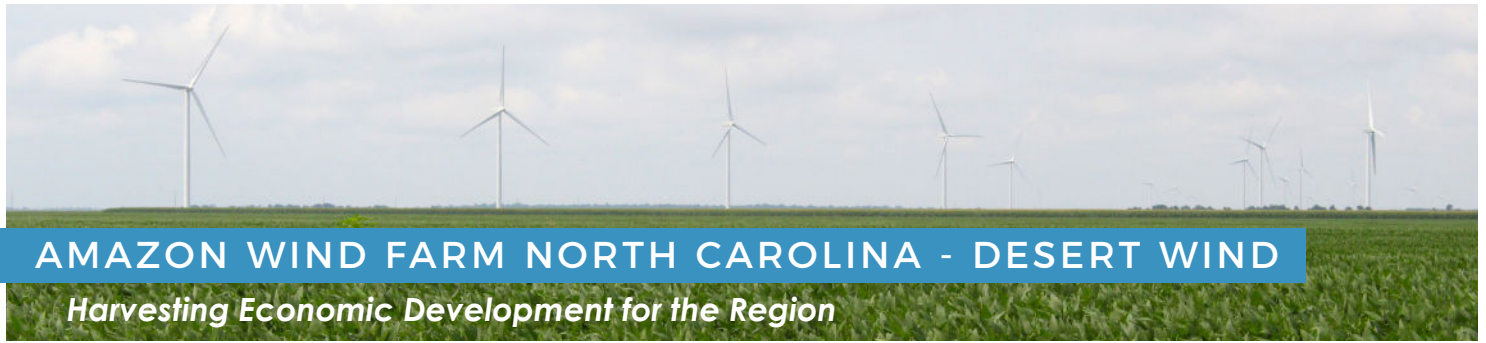 AMAZON WIND FARM NORTH CAROLINA - DESERT WIND
Harvesting Economic Development for the Region